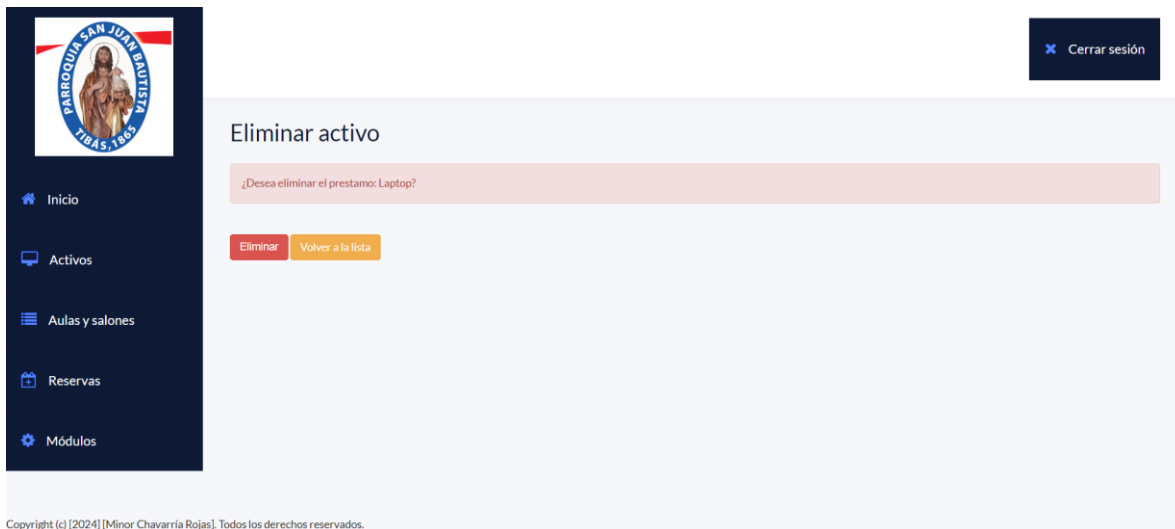 PARROQUIA SAN JUAN BAUTISTA
TIBÁS, 1865
Cerrar sesión
Inicio
Activos
Aulas y salones
Reservas
Módulos
Eliminar activo
¿Desea eliminar el prestamo: Laptop?
Eliminar Volver a la lista
Copyright (c) [2024] [Minor Chavarría Rojas]. Todos los derechos reservados.